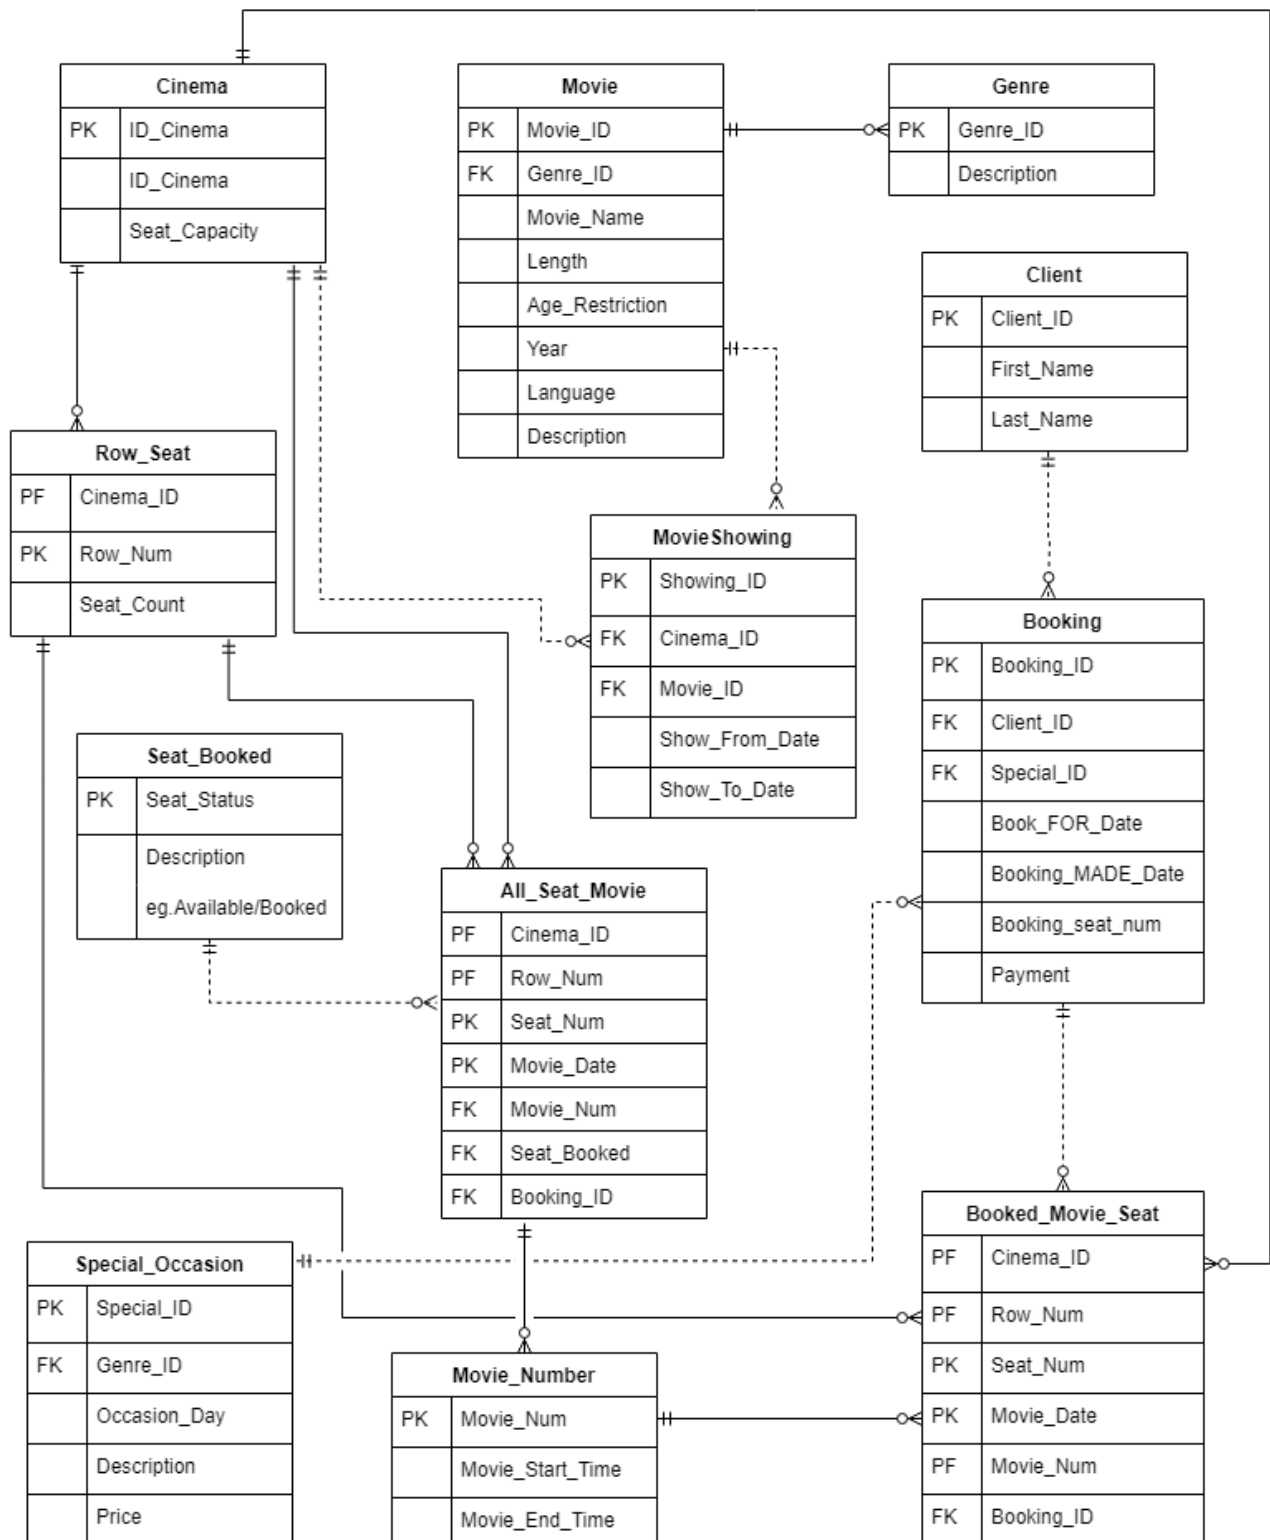 Cinema
PK ID_Cinema
ID_Cinema
Seat_Capacity
Movie
PK Movie_ID
FK Genre_ID
Movie_Name
Length
Age_Restriction
Year
Language
Description
Genre
PK Genre_ID
Description
Client
PK Client_ID
First_Name
Last_Name
Row_Seat
PF Cinema_ID
PK Row_Num
Seat_Count
MovieShowing
PK Showing_ID
FK Cinema_ID
FK Movie_ID
Show_From_Date
Show_To_Date
Booking
PK Booking_ID
FK Client_ID
FK Special_ID
Book_FOR_Date
Booking_MADE_Date
Booking_seat_num
Payment
Seat_Booked
PK Seat_Status
Description
eg.Available/Booked
All_Seat_Movie
PF Cinema_ID
PF Row_Num
PK Seat_Num
PK Movie_Date
FK Movie_Num
FK Seat_Booked
FK Booking_ID
Special_Occasion
PK Special_ID
FK Genre_ID
Occasion_Day
Description
Price
Movie_Number
PK Movie_Num
Movie_Start_Time
Movie_End_Time
Booked_Movie_Seat
PF Cinema_ID
PF Row_Num
PK Seat_Num
PK Movie_Date
PF Movie_Num
FK Booking_ID